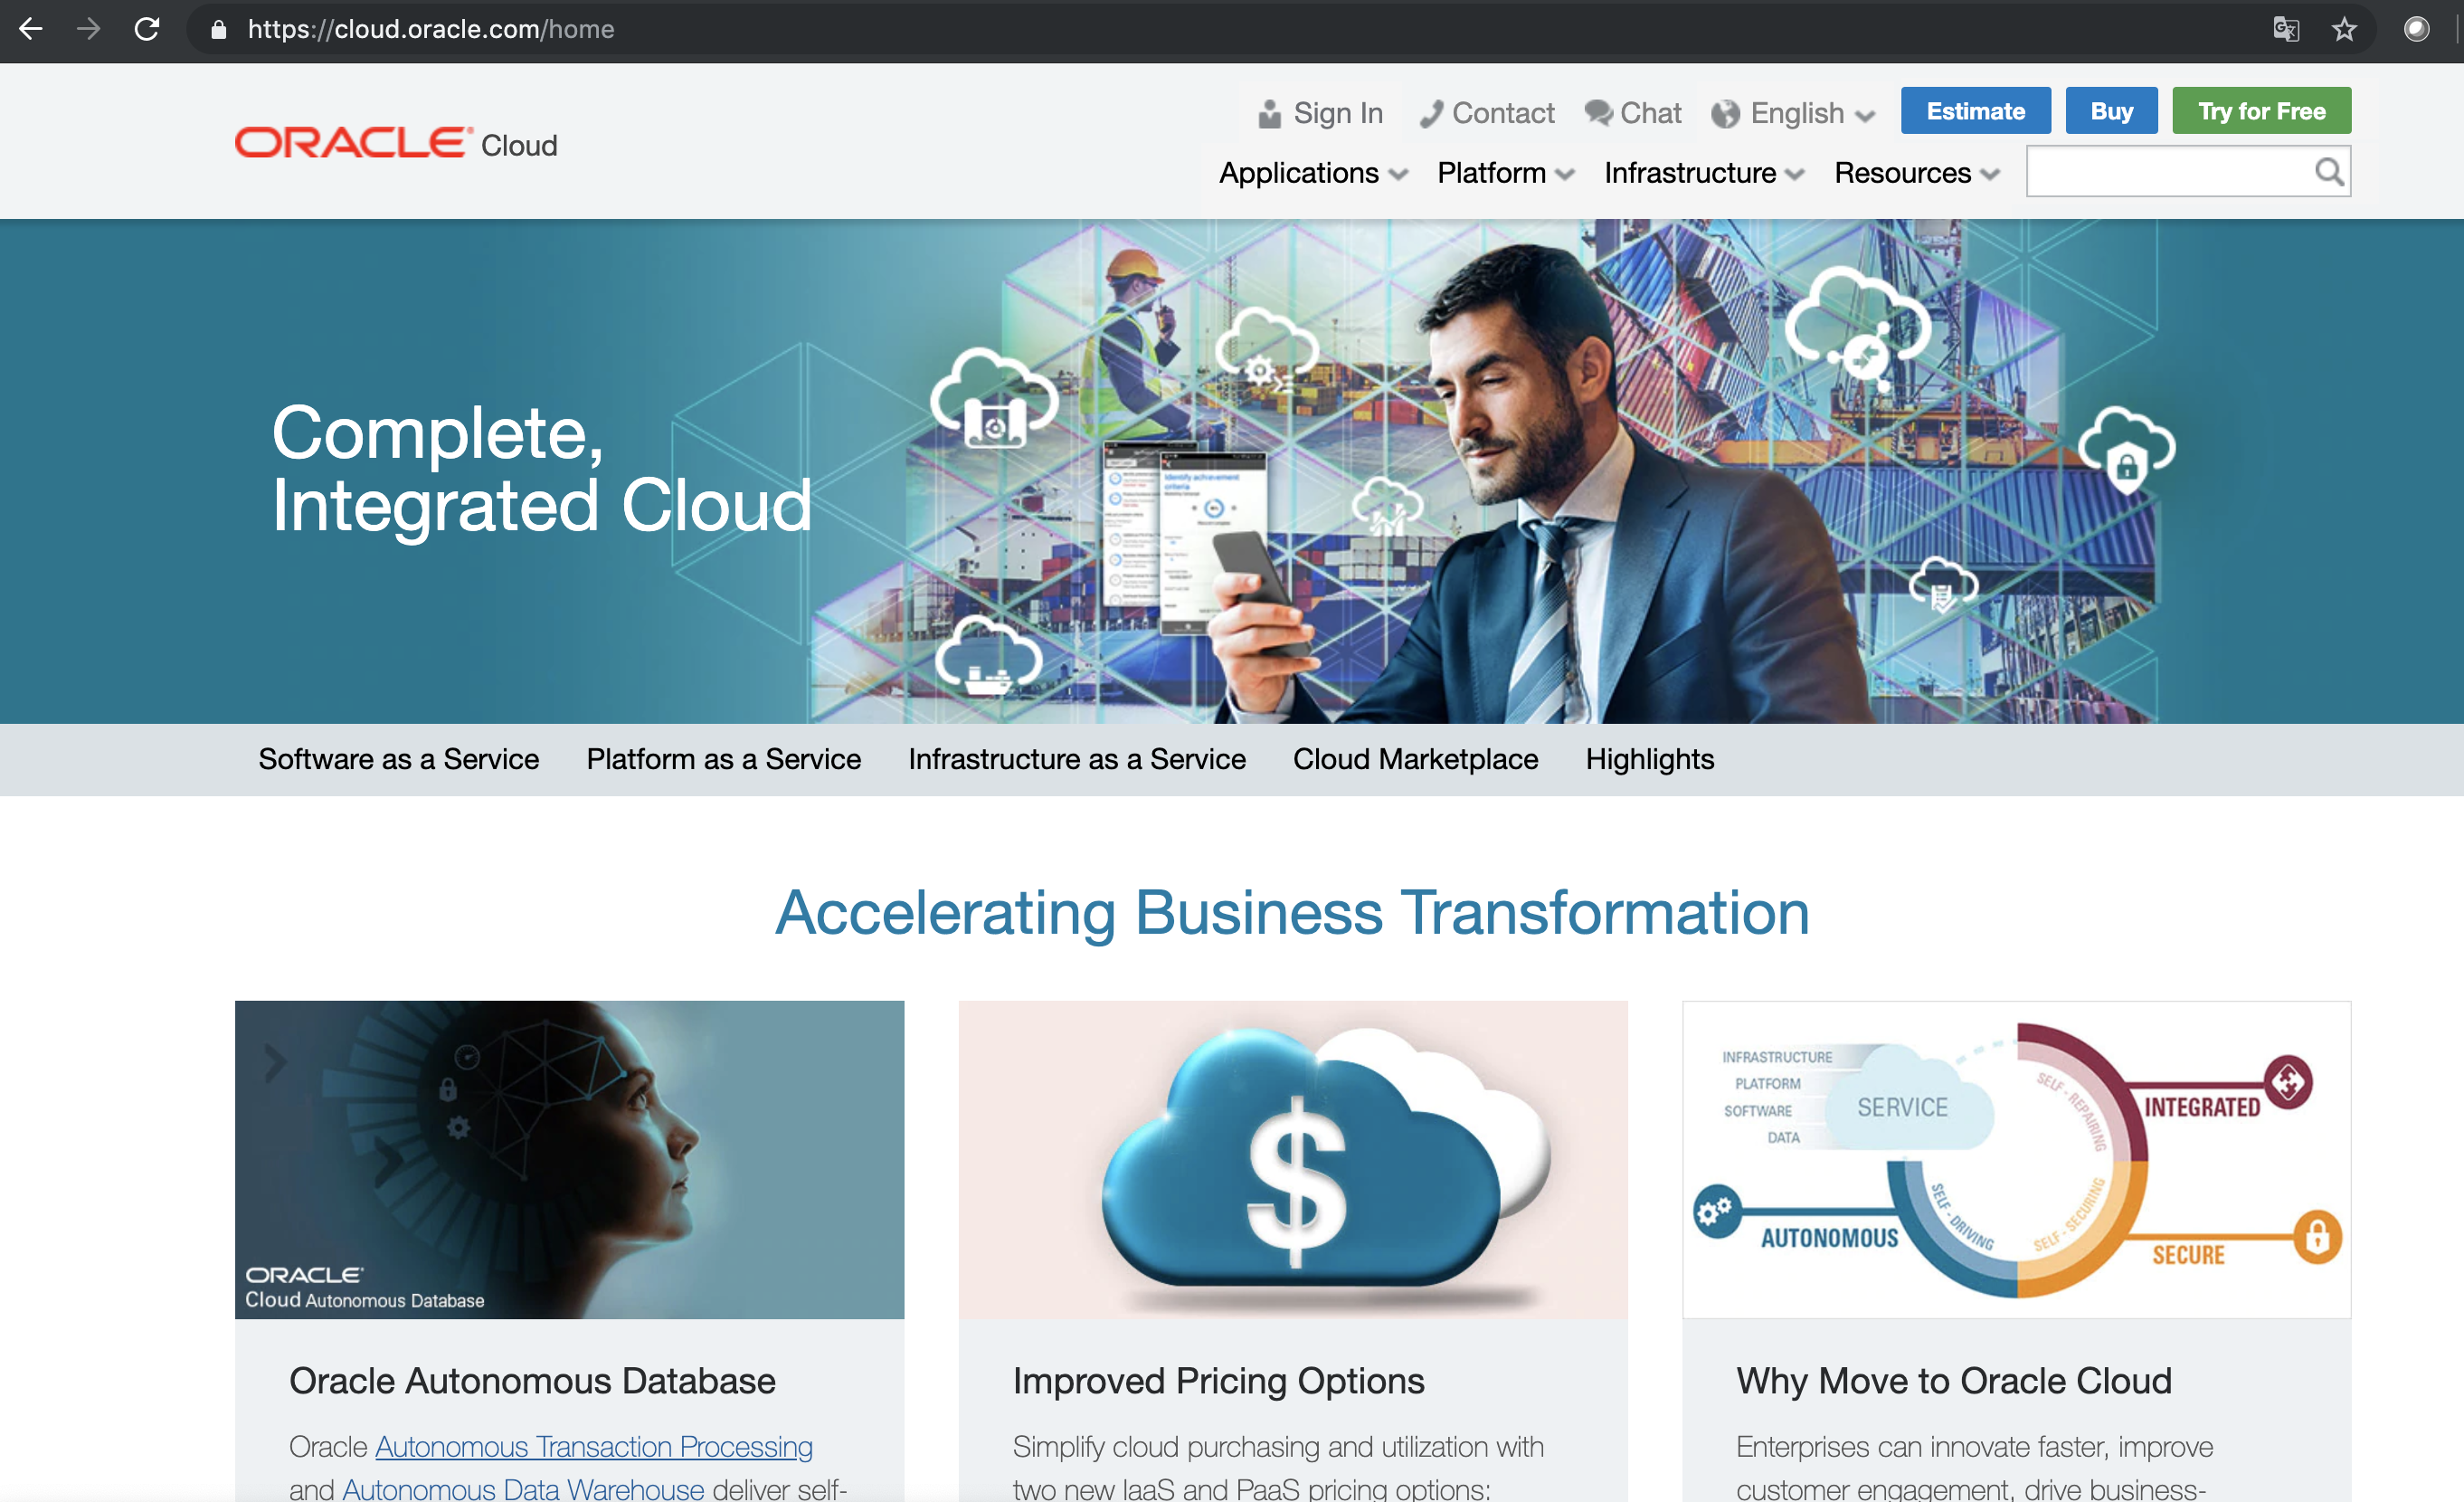 https://cloud.oracle.com/home
Sign In Contact Chat English Estimate Buy Try for Free
ORACLE® Cloud
Applications Platform Infrastructure Resources
Complete,
Integrated Cloud
Identify achievement
criteria
Software as a Service Platform as a Service Infrastructure as a Service Cloud Marketplace Highlights
Accelerating Business Transformation
ORACLE®
Cloud Autonomous Database
$
INFRASTRUCTURE
PLATFORM
SOFTWARE
DATA
SERVICE
SELF - REPAIRING
INTEGRATED
AUTONOMOUS
SELF - DRIVING
SELF - SECURING
SECURE
Oracle Autonomous Database
Oracle Autonomous Transaction Processing
and Autonomous Data Warehouse deliver self-
Improved Pricing Options
Simplify cloud purchasing and utilization with
two new IaaS and PaaS pricing options:
Why Move to Oracle Cloud
Enterprises can innovate faster, improve
customer engagement, drive business-